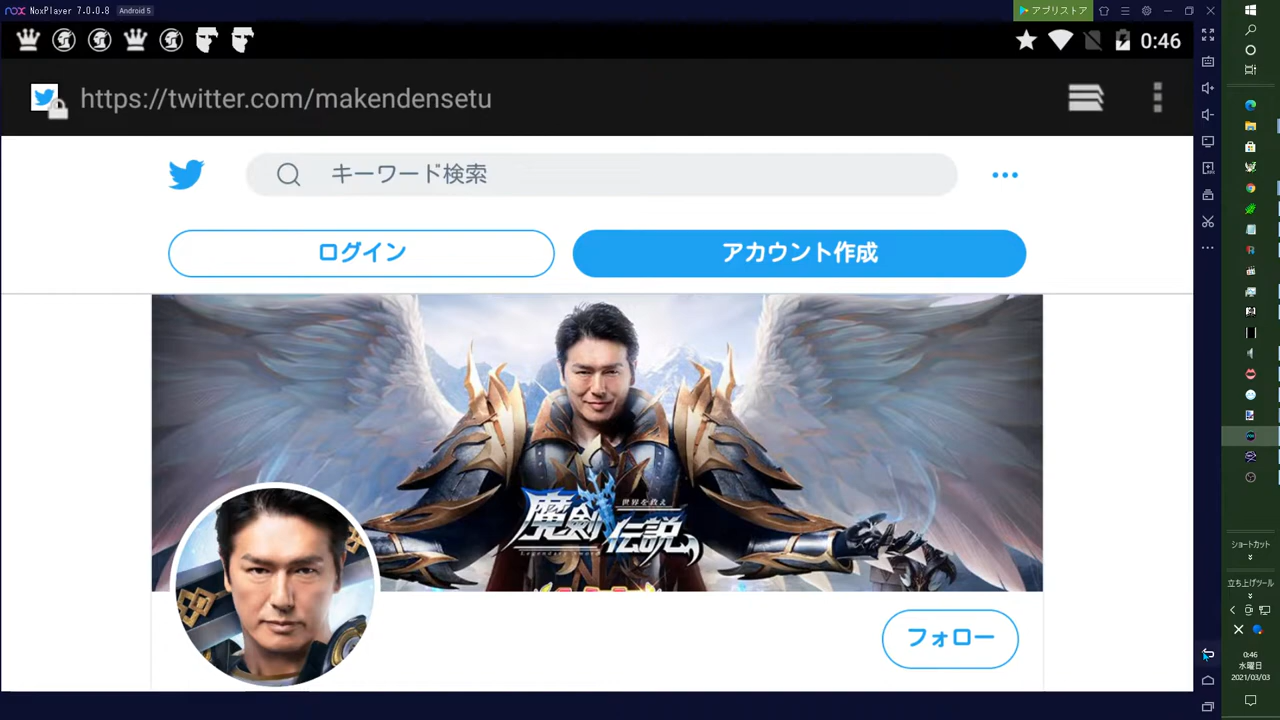 NOX NoxPlayer 7.0.0.8 Android 5
アプリストア
0:46
https://twitter.com/makendensetu
キーワード検索
ログイン
アカウント作成
世界を救え
魔剣伝説
Legendary Sword
フォロー
ショートカット
立ち上げツール
0:46
水曜日
2021/03/03